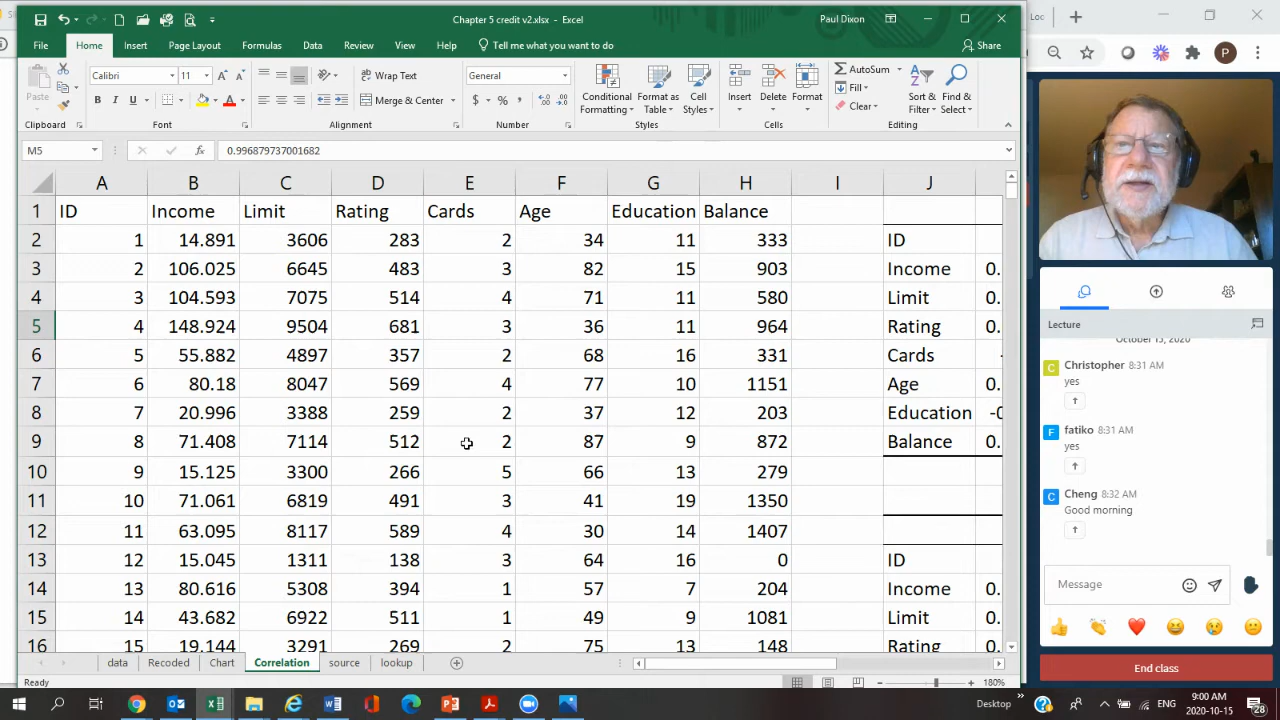 Chapter 5 credit v2.xlsx - Excel
Paul Dixon
File Home Insert Page Layout Formulas Data Review View Help Tell me what you want to do Share
Paste
Calibri 11
B I U A
Wrap Text
Merge & Center
General
$ % ,
Conditional Formatting
Format as Table
Cell Styles
Insert Delete Format
AutoSum
Fill
Clear
Sort & Filter
Find & Select
Clipboard Font Alignment Number Styles Cells Editing
M5 fx 0.996879737001682
A B C D E F G H I J
1 ID Income Limit Rating Cards Age Education Balance
2 1 14.891 3606 283 2 34 11 333 ID
3 2 106.025 6645 483 3 82 15 903 Income 0.
4 3 104.593 7075 514 4 71 11 580 Limit 0.
5 4 148.924 9504 681 3 36 11 964 Rating 0.
6 5 55.882 4897 357 2 68 16 331 Cards -
7 6 80.18 8047 569 4 77 10 1151 Age 0.
8 7 20.996 3388 259 2 37 12 203 Education -0
9 8 71.408 7114 512 2 87 9 872 Balance 0.
10 9 15.125 3300 266 5 66 13 279
11 10 71.061 6819 491 3 41 19 1350
12 11 63.095 8117 589 4 30 14 1407
13 12 15.045 1311 138 3 64 16 0 ID
14 13 80.616 5308 394 1 57 7 204 Income 0.
15 14 43.682 6922 511 1 49 9 1081 Limit 0.
16 15 19.144 3291 269 2 75 13 148 Rating 0.
data Recoded Chart Correlation source lookup
Ready 180%
Loc
P
Lecture
October 15, 2020
C Christopher 8:31 AM
yes
F fatiko 8:31 AM
yes
C Cheng 8:32 AM
Good morning
Message
End class
Desktop ENG 9:00 AM
2020-10-15 28